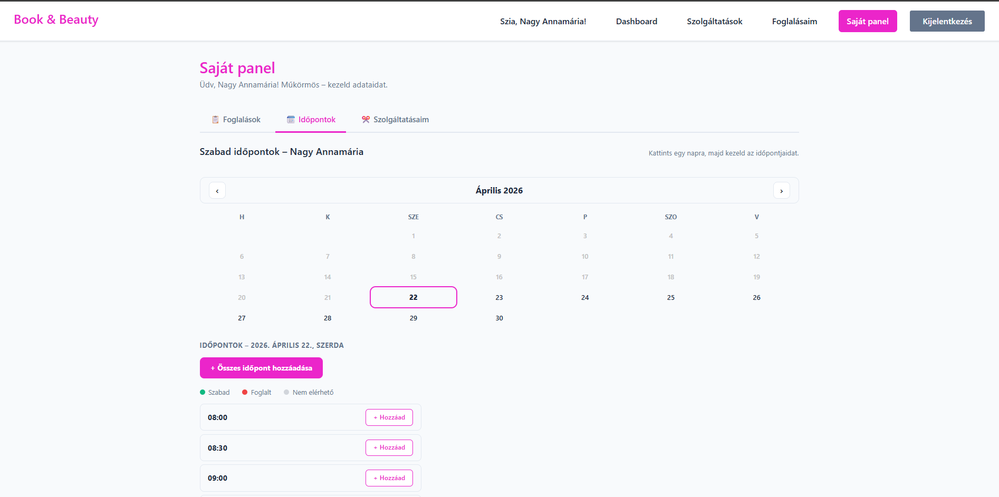 Book & Beauty
Szia, Nagy Annamária! Dashboard Szolgáltatások Foglalásaim Saját panel Kijelentkezés
Saját panel
Üdv, Nagy Annamária! Műkörmös – kezeld adataidat.
Foglalások Időpontok Szolgáltatásaim
Szabad időpontok – Nagy Annamária
Kattints egy napra, majd kezeld az időpontjaidat.
‹ Április 2026 ›
H K SZE CS P SZO V
1 2 3 4 5
6 7 8 9 10 11 12
13 14 15 16 17 18 19
20 21 22 23 24 25 26
27 28 29 30
IDŐPONTOK – 2026. ÁPRILIS 22., SZERDA
+ Összes időpont hozzáadása
Szabad Foglalt Nem elérhető
08:00 + Hozzáad
08:30 + Hozzáad
09:00 + Hozzáad